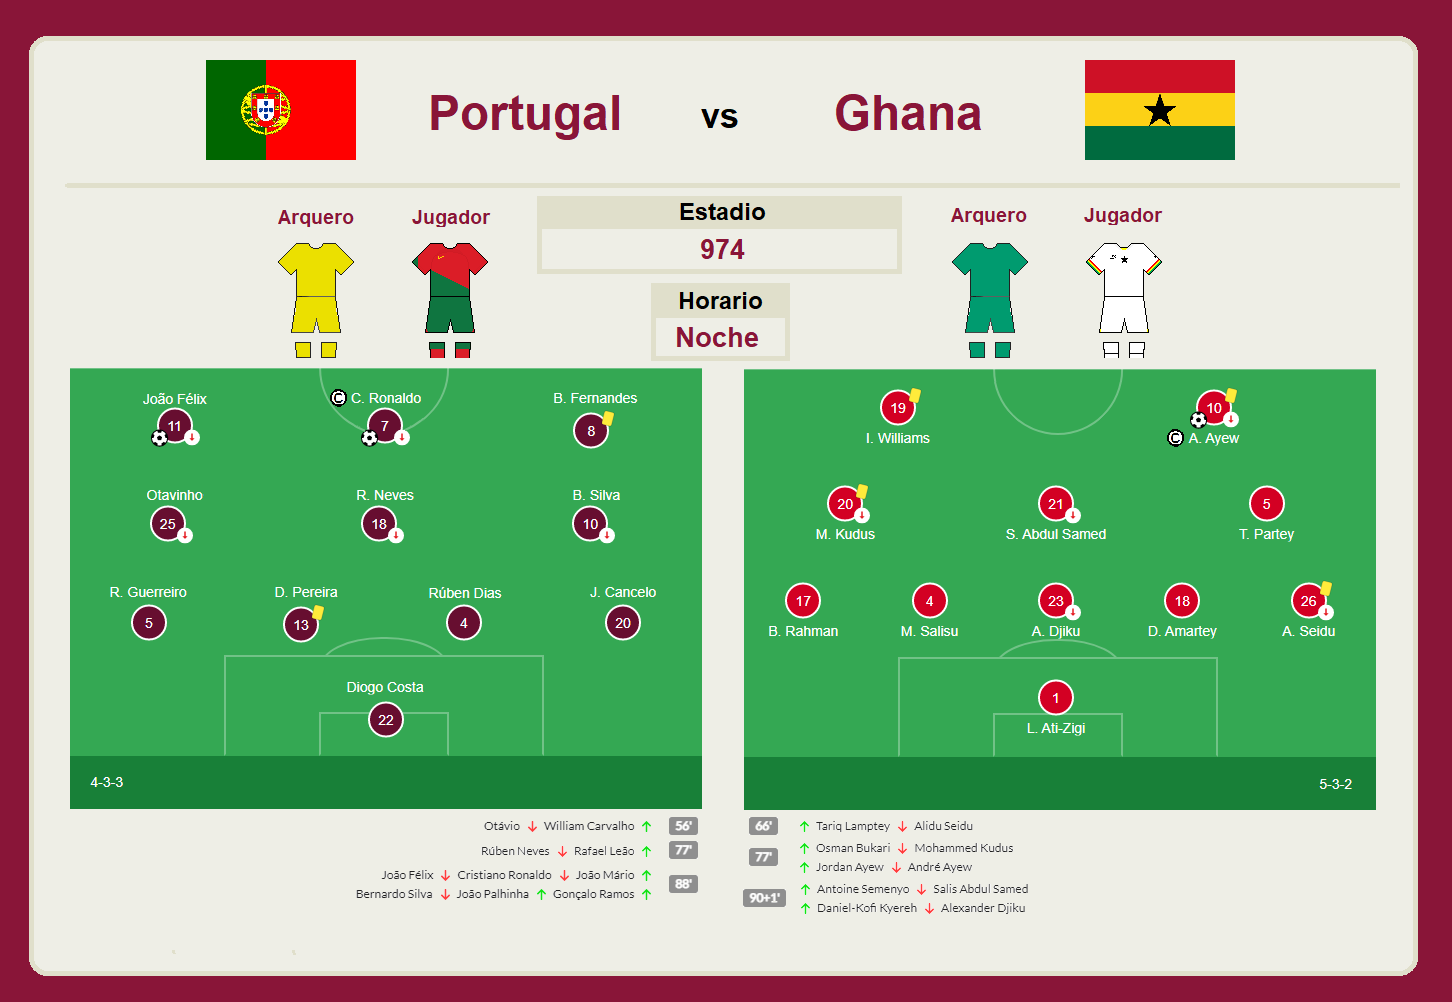 Portugal vs Ghana
Arquero Jugador
Estadio
974
Horario
Noche
Arquero Jugador
João Félix © C. Ronaldo B. Fernandes
11 7 8
Otavinho R. Neves B. Silva
25 18 10
R. Guerreiro D. Pereira Rúben Dias J. Cancelo
5 13 4 20
Diogo Costa
22
4-3-3
19 10
I. Williams © A. Ayew
20 21 5
M. Kudus S. Abdul Samed T. Partey
17 4 23 18 26
B. Rahman M. Salisu A. Djiku D. Amartey A. Seidu
1
L. Ati-Zigi
5-3-2
Otávio ↓ William Carvalho ↑ 56'
Rúben Neves ↓ Rafael Leão ↑ 77'
João Félix ↓ Cristiano Ronaldo ↓ João Mário ↑ 88'
Bernardo Silva ↓ João Palhinha ↑ Gonçalo Ramos ↑
66' ↑ Tariq Lamptey ↓ Alidu Seidu
77' ↑ Osman Bukari ↓ Mohammed Kudus
↑ Jordan Ayew ↓ André Ayew
90+1' ↑ Antoine Semenyo ↓ Salis Abdul Samed
↑ Daniel-Kofi Kyereh ↓ Alexander Djiku